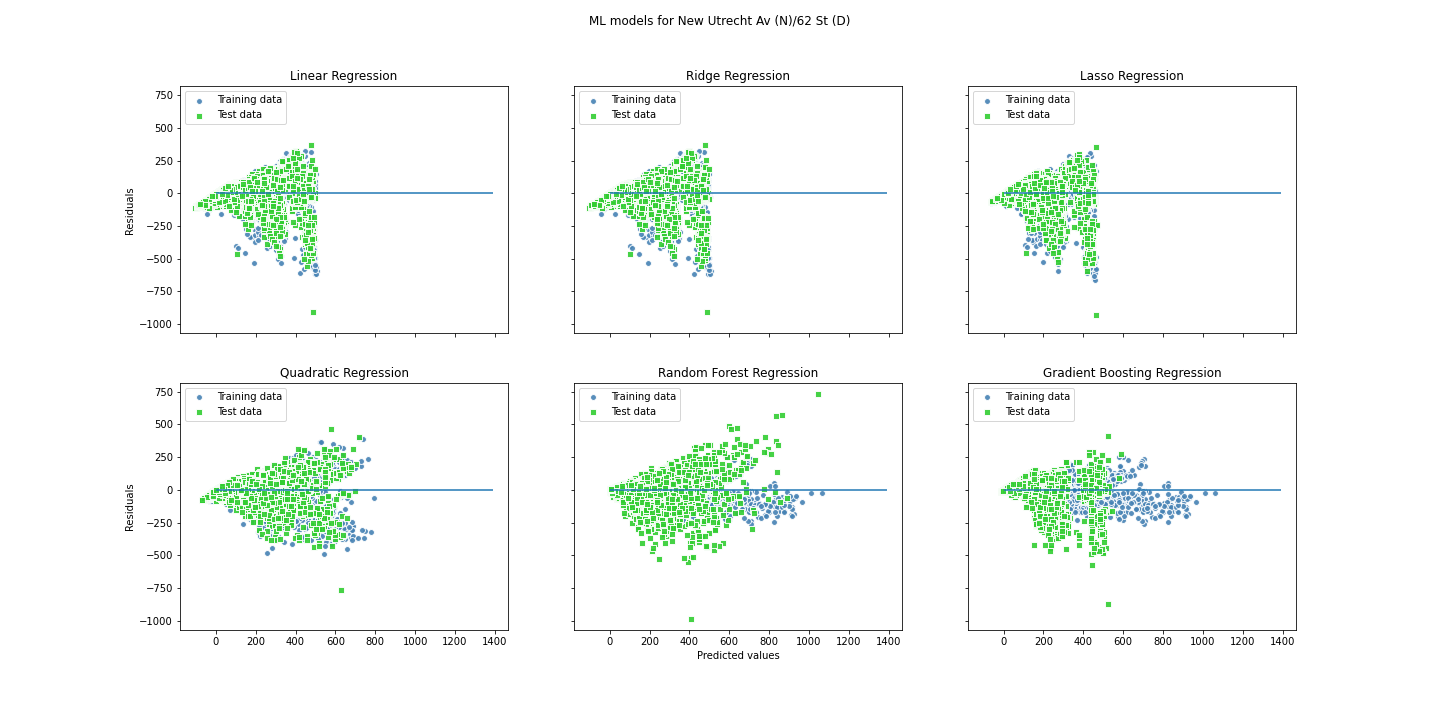 ML models for New Utrecht Av (N)/62 St (D)
Linear Regression
Ridge Regression
Lasso Regression
Training data
Test data
Training data
Test data
Training data
Test data
750
500
250
0
−250
−500
−750
−1000
Residuals
Quadratic Regression
Random Forest Regression
Gradient Boosting Regression
Training data
Test data
Training data
Test data
Training data
Test data
750
500
250
0
−250
−500
−750
−1000
Residuals
0 200 400 600 800 1000 1200 1400
0 200 400 600 800 1000 1200 1400
0 200 400 600 800 1000 1200 1400
Predicted values